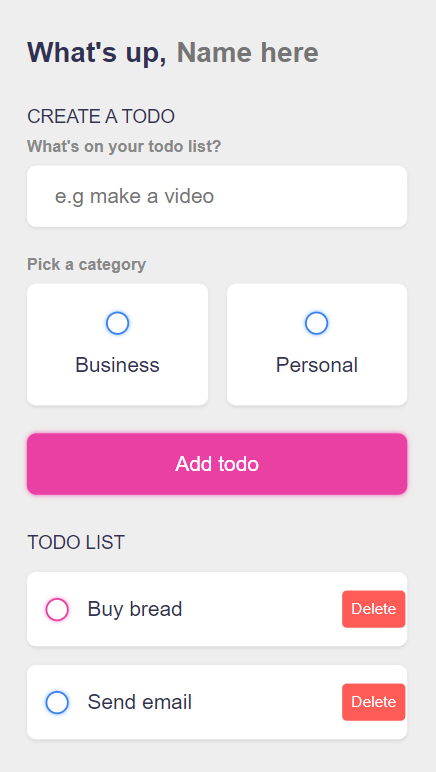 What's up, Name here
CREATE A TODO
What's on your todo list?
e.g make a video
Pick a category
Business Personal
Add todo
TODO LIST
Buy bread Delete
Send email Delete